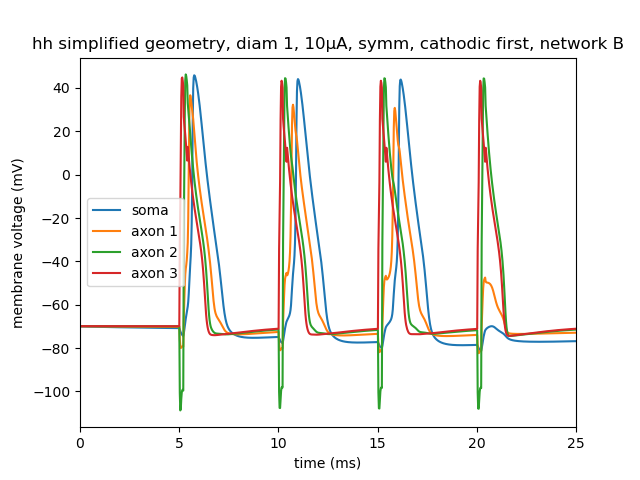 hh simplified geometry, diam 1, 10μA, symm, cathodic first, network B
membrane voltage (mV)
40
20
0
−20
−40
−60
−80
−100
soma
axon 1
axon 2
axon 3
0 5 10 15 20 25
time (ms)